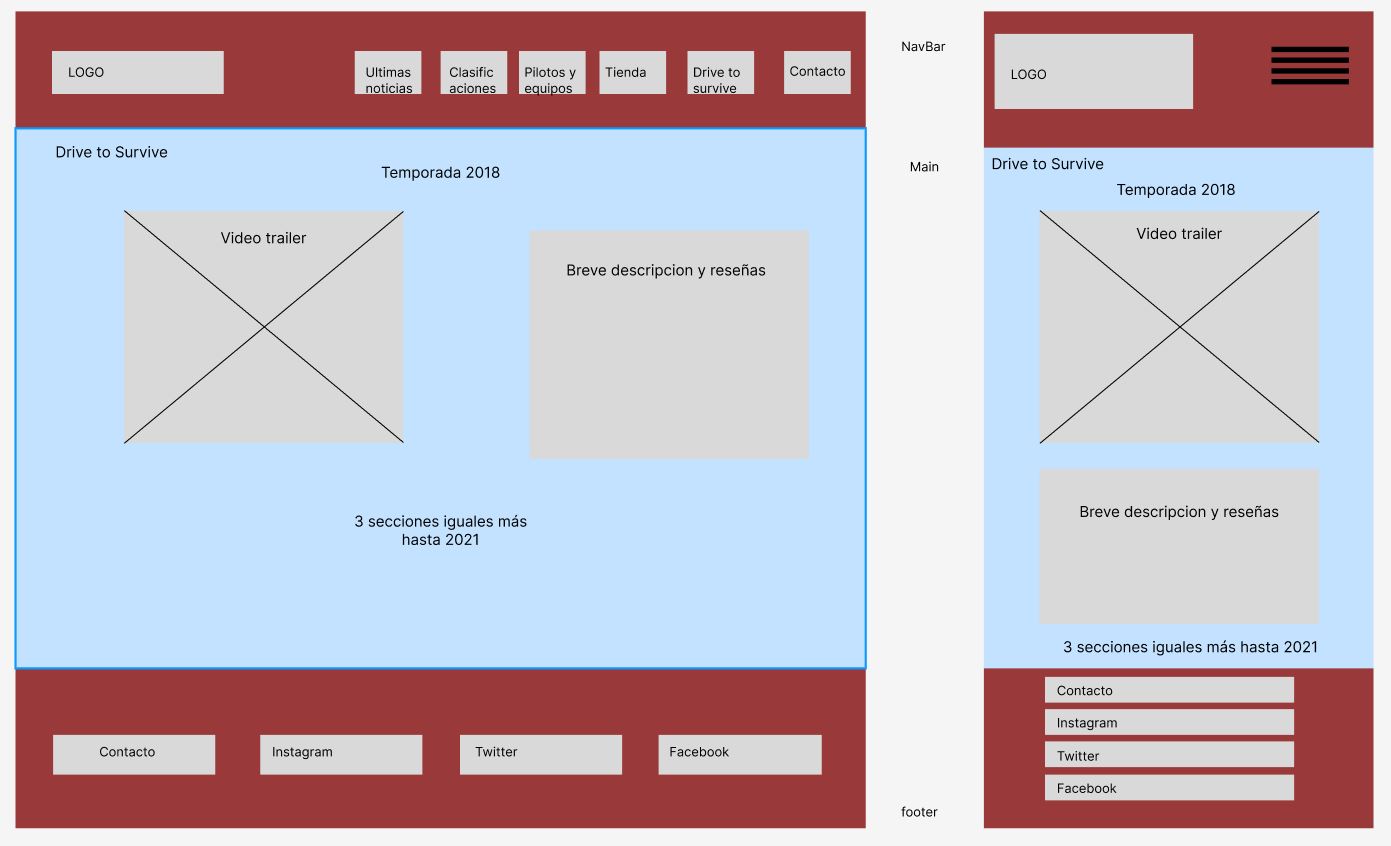 LOGO
Ultimas
noticias
Clasific
aciones
Pilotos y
equipos
Tienda
Drive to
survive
Contacto
Drive to Survive
Temporada 2018
Video trailer
Breve descripcion y reseñas
3 secciones iguales más
hasta 2021
Contacto
Instagram
Twitter
Facebook
NavBar
Main
footer
LOGO
Drive to Survive
Temporada 2018
Video trailer
Breve descripcion y reseñas
3 secciones iguales más hasta 2021
Contacto
Instagram
Twitter
Facebook